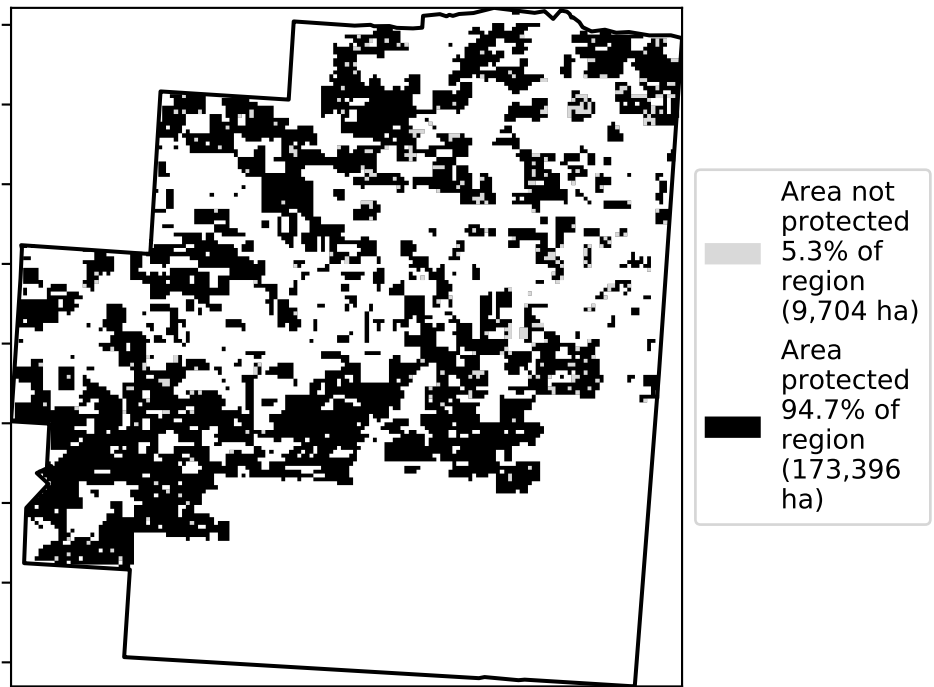 Area not
protected
5.3% of
region
(9,704 ha)
Area
protected
94.7% of
region
(173,396
ha)